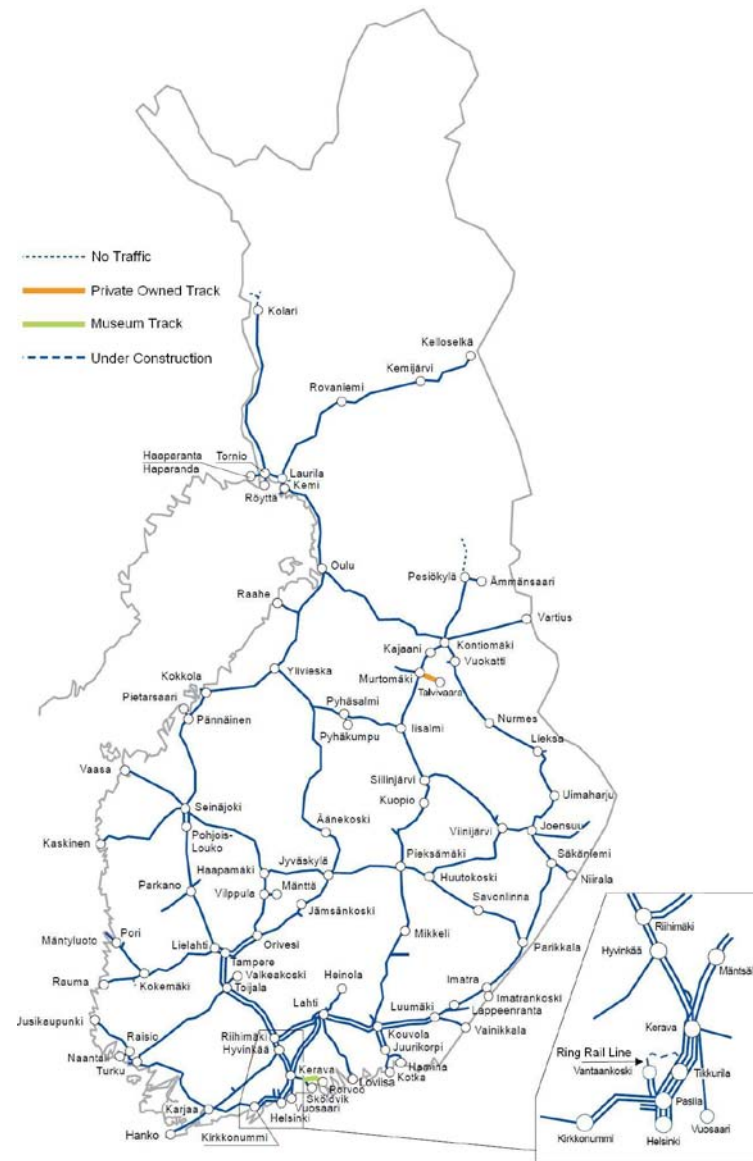 No Traffic
Private Owned Track
Museum Track
Under Construction
Kolari
Kelloselkä
Kemijärvi
Rovaniemi
Haaparanta
Haparanda
Tornio
Laurila
Kemi
Röyttä
Oulu
Pesiökylä
Ämmänsaari
Raahe
Vartius
Kontiomäki
Kajaani
Vuokatti
Ylivieska
Murtomäki
Talvivaara
Kokkola
Pietarsaari
Pännäinen
Pyhäsalmi
Pyhäkumpu
Iisalmi
Nurmes
Lieksa
Vaasa
Siilinjärvi
Kuopio
Uimaharju
Seinäjoki
Pohjois-
Louko
Äänekoski
Viinijärvi
Joensuu
Kaskinen
Haapamäki
Jyväskylä
Pieksämäki
Säkäniemi
Niirala
Huutokoski
Parkano
Vilppula
Mänttä
Savonlinna
Jämsänkoski
Pori
Mäntyluoto
Lielahti
Orivesi
Mikkeli
Parikkala
Tampere
Valkeakoski
Heinola
Rauma
Kokemäki
Toijala
Imatra
Imatrankoski
Lahti
Luumäki
Lappeenranta
Jusikaupunki
Vainikkala
Raisio
Riihimäki
Hyvinkää
Kouvola
Juurikorpi
Naantali
Turku
Kerava
Hamina
Porvoo
Loviisa
Kotka
Sköldvik
Vuosaari
Karjaa
Helsinki
Hanko
Kirkkonummi
Riihimäki
Hyvinkää
Mäntsäl
Kerava
Ring Rail Line
Vantaankoski
Tikkurila
Pasila
Vuosaari
Kirkkonummi
Helsinki